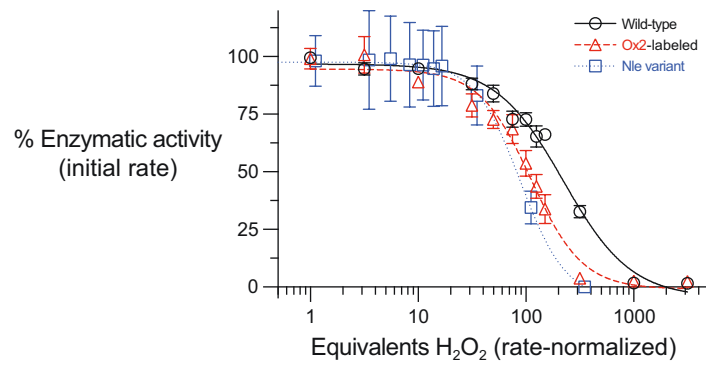 Wild-type
Ox2-labeled
Nle variant
100
75
50
25
0
% Enzymatic activity
(initial rate)
1
10
100
1000
Equivalents H₂O₂ (rate-normalized)